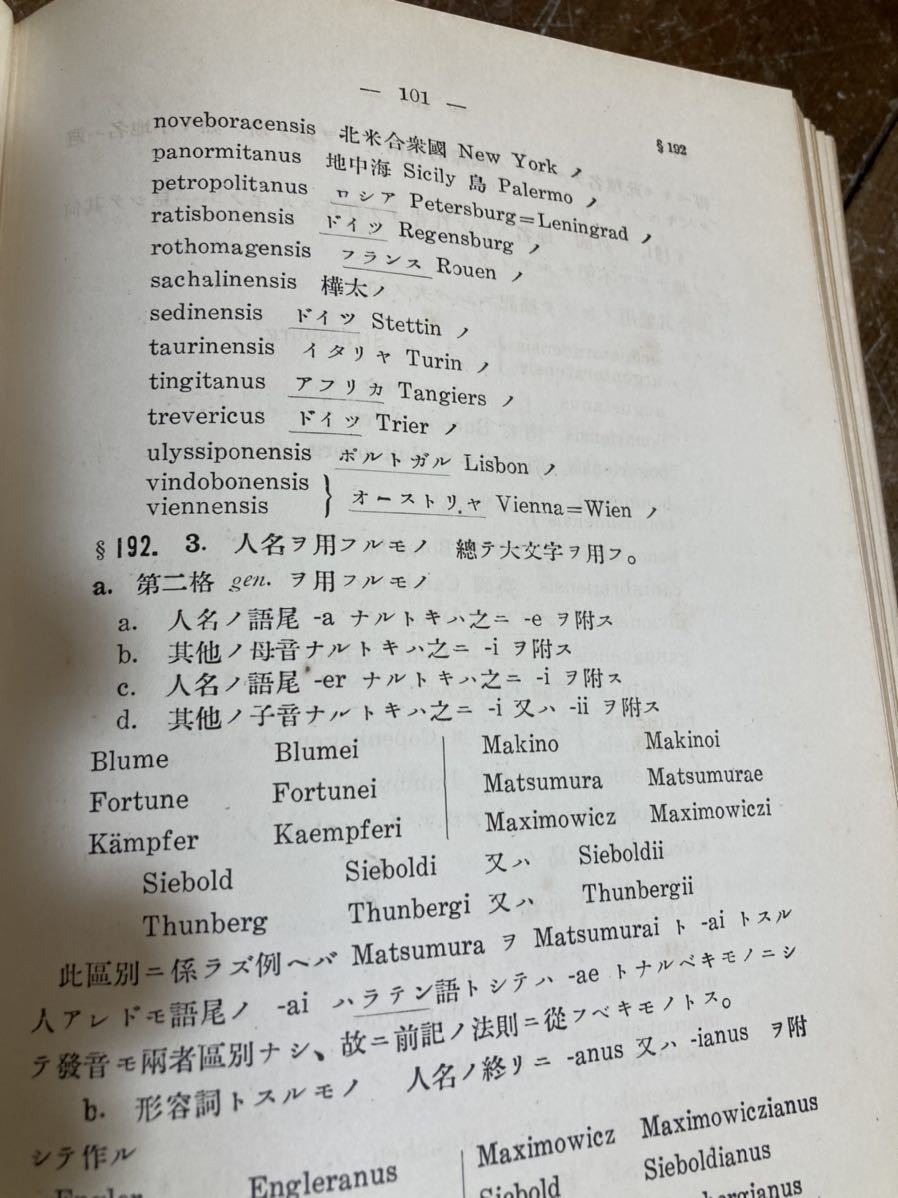 — 101 —
§ 192
noveboracensis 北米合衆國 New York ノ
panormitanus 地中海 Sicily 島 Palermo ノ
petropolitanus ロシア Petersburg=Leningrad ノ
ratisbonensis ドイツ Regensburg ノ
rothomagensis フランス Rouen ノ
sachalinensis 樺太ノ
sedinensis ドイツ Stettin ノ
taurinensis イタリヤ Turin ノ
tingitanus アフリカ Tangiers ノ
trevericus ドイツ Trier ノ
ulyssiponensis ポルトガル Lisbon ノ
vindobonensis
viennensis } オーストリヤ Vienna=Wien ノ
§ 192. 3. 人名ヲ用フルモノ 總テ大文字ヲ用フ。
a. 第二格 gen. ヲ用フルモノ
a. 人名ノ語尾 -a ナルトキハ之ニ -e ヲ附ス
b. 其他ノ母音ナルトキハ之ニ -i ヲ附ス
c. 人名ノ語尾 -er ナルトキハ之ニ -i ヲ附ス
d. 其他ノ子音ナルトキハ之ニ -i 又ハ -ii ヲ附ス
Blume Blumei Makino Makinoi
Fortune Fortunei Matsumura Matsumurae
Kämpfer Kaempferi Maximowicz Maximowiczi
Siebold Sieboldi 又ハ Sieboldii
Thunberg Thunbergi 又ハ Thunbergii
此區別ニ係ラズ例ヘバ Matsumura ヲ Matsumurai ト -ai トスル
人アレドモ語尾ノ -ai ハラテン語トシテハ -ae トナルベキモノニシ
テ發音モ兩者區別ナシ、故ニ前記ノ法則ニ從フベキモノトス。
b. 形容詞トスルモノ 人名ノ終リニ -anus 又ハ -ianus ヲ附
シテ作ル
Engler Engleranus Maximowicz Maximowiczianus
Siebold Sieboldianus